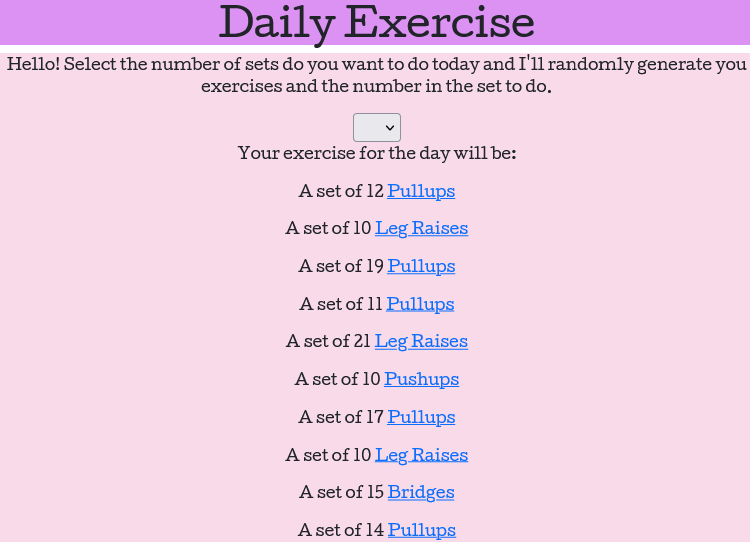 Daily Exercise
Hello! Select the number of sets do you want to do today and I'll randomly generate you
exercises and the number in the set to do.
Your exercise for the day will be:
A set of 12 Pullups
A set of 10 Leg Raises
A set of 19 Pullups
A set of 11 Pullups
A set of 21 Leg Raises
A set of 10 Pushups
A set of 17 Pullups
A set of 10 Leg Raises
A set of 15 Bridges
A set of 14 Pullups